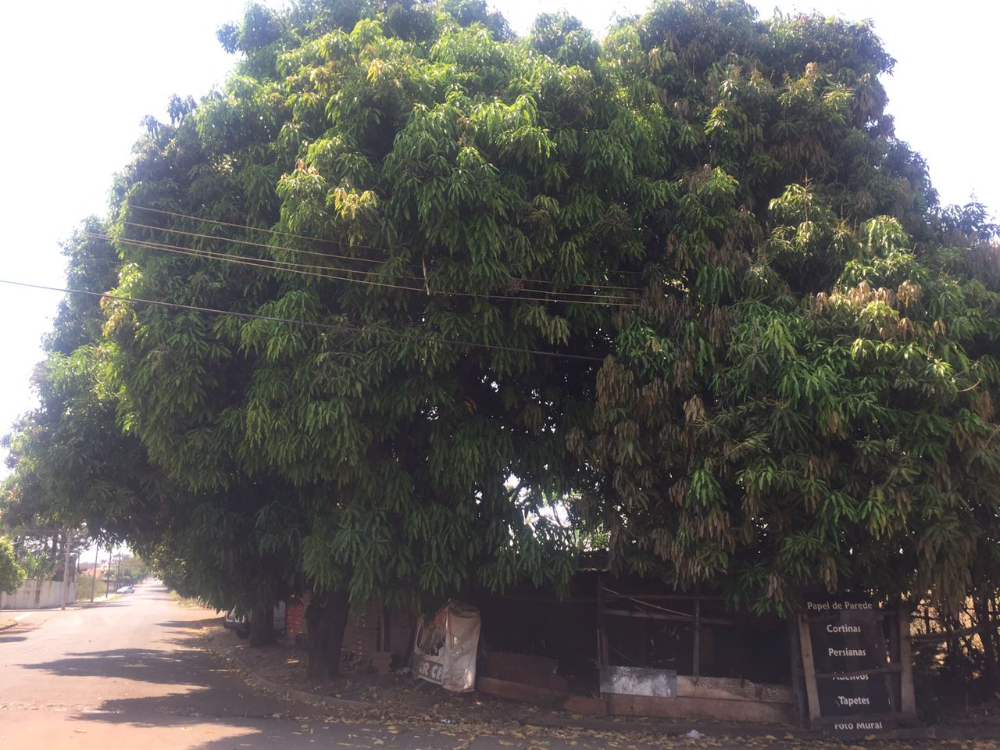 Papel de Parede
Cortinas
Persianas
Adesivos
Tapetes
Foto Mural